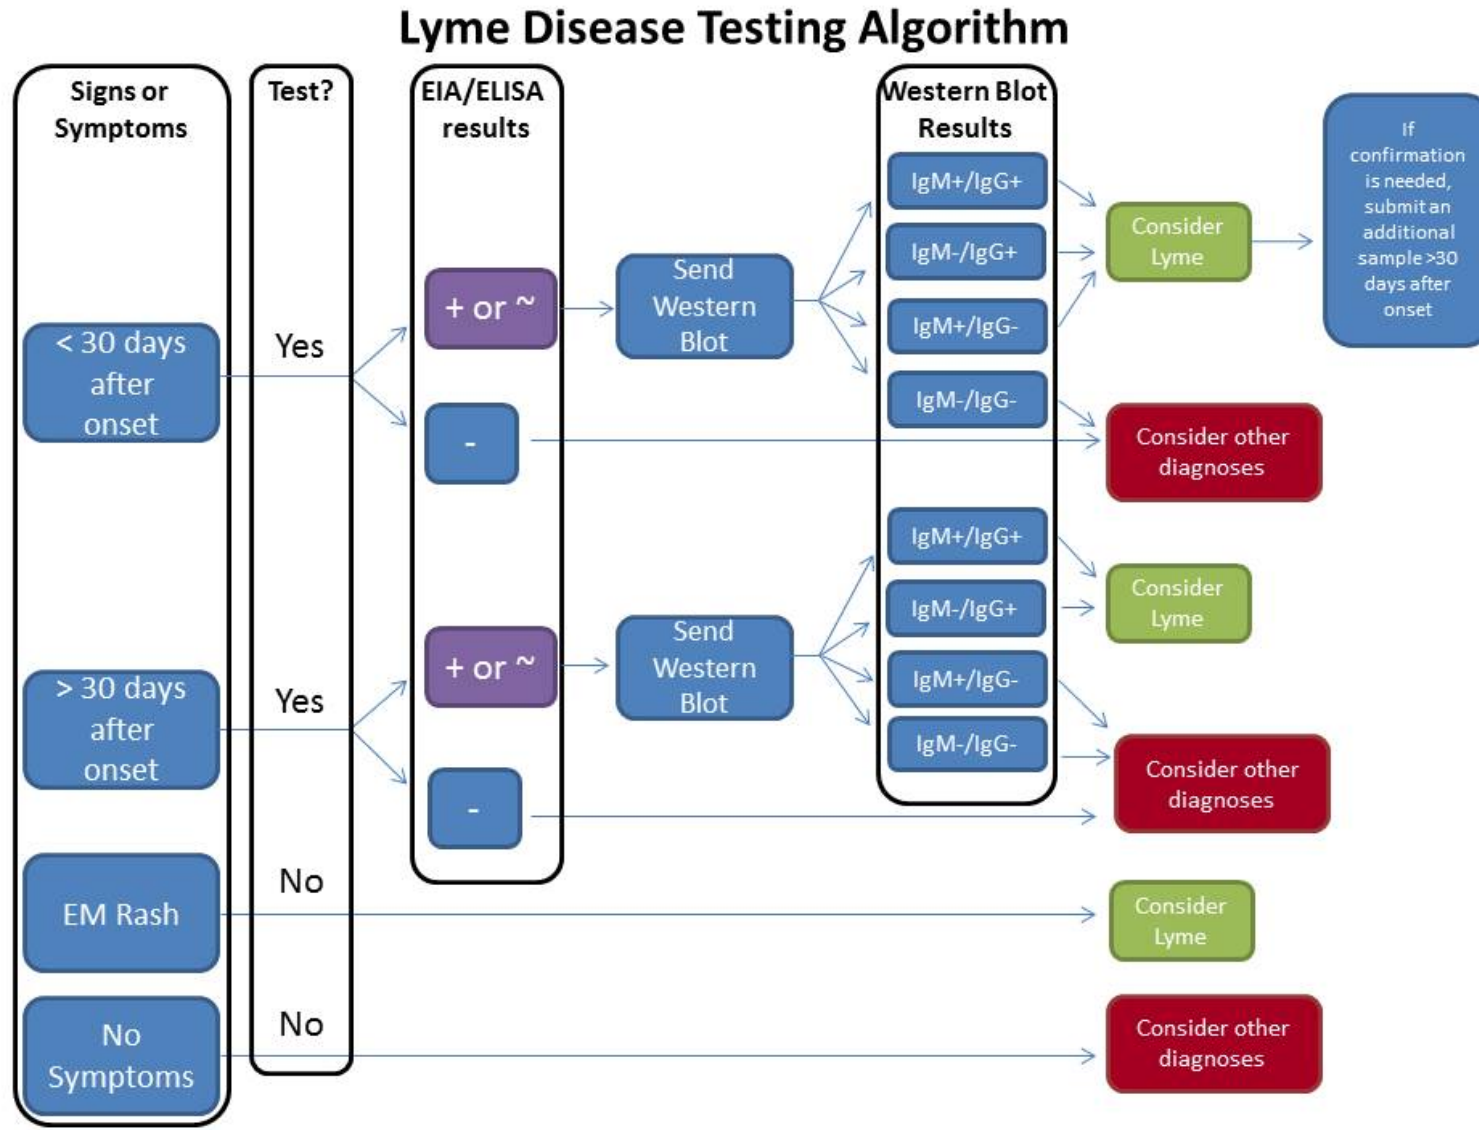 Lyme Disease Testing Algorithm
Signs or
Symptoms
Test?
EIA/ELISA
results
Western Blot
Results
< 30 days
after
onset
Yes
+ or ~
-
Send
Western
Blot
IgM+/IgG+
IgM-/IgG+
IgM+/IgG-
IgM-/IgG-
Consider
Lyme
If
confirmation
is needed,
submit an
additional
sample >30
days after
onset
Consider other
diagnoses
> 30 days
after
onset
Yes
+ or ~
-
Send
Western
Blot
IgM+/IgG+
IgM-/IgG+
IgM+/IgG-
IgM-/IgG-
Consider
Lyme
Consider other
diagnoses
EM Rash
No
Consider
Lyme
No
Symptoms
No
Consider other
diagnoses